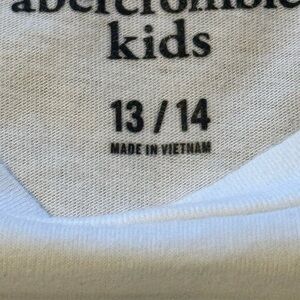 abercrombie
kids
13 / 14
MADE IN VIETNAM